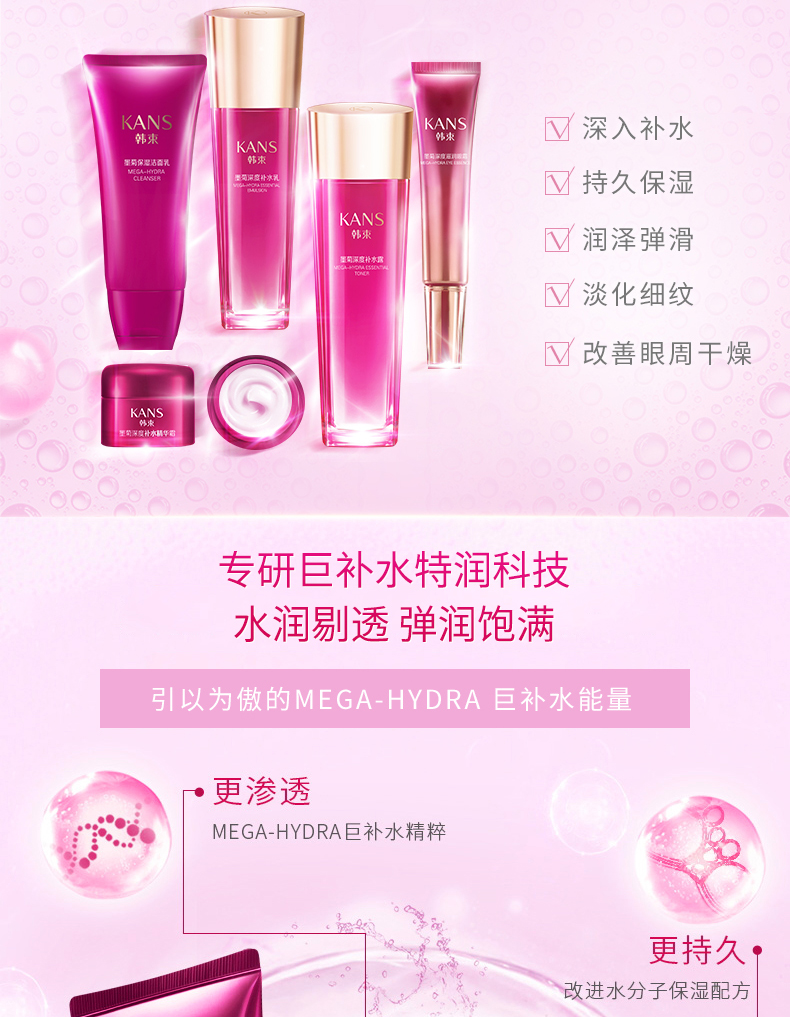 KANS
韩束
墨菊保湿洁面乳
MEGA-HYDRA
CLEANSER
KANS
韩束
墨菊深度补水乳
MEGA-HYDRA ESSENTIAL
EMULSION
KANS
韩束
墨菊深度补水露
MEGA-HYDRA ESSENTIAL
TONER
KANS
韩束
墨菊深度滋润眼霜
KANS
韩束
墨菊深度补水精华霜
深入补水
持久保湿
润泽弹滑
淡化细纹
改善眼周干燥
专研巨补水特润科技
水润剔透 弹润饱满
引以为傲的MEGA-HYDRA 巨补水能量
更渗透
MEGA-HYDRA巨补水精粹
更持久
改进水分子保湿配方